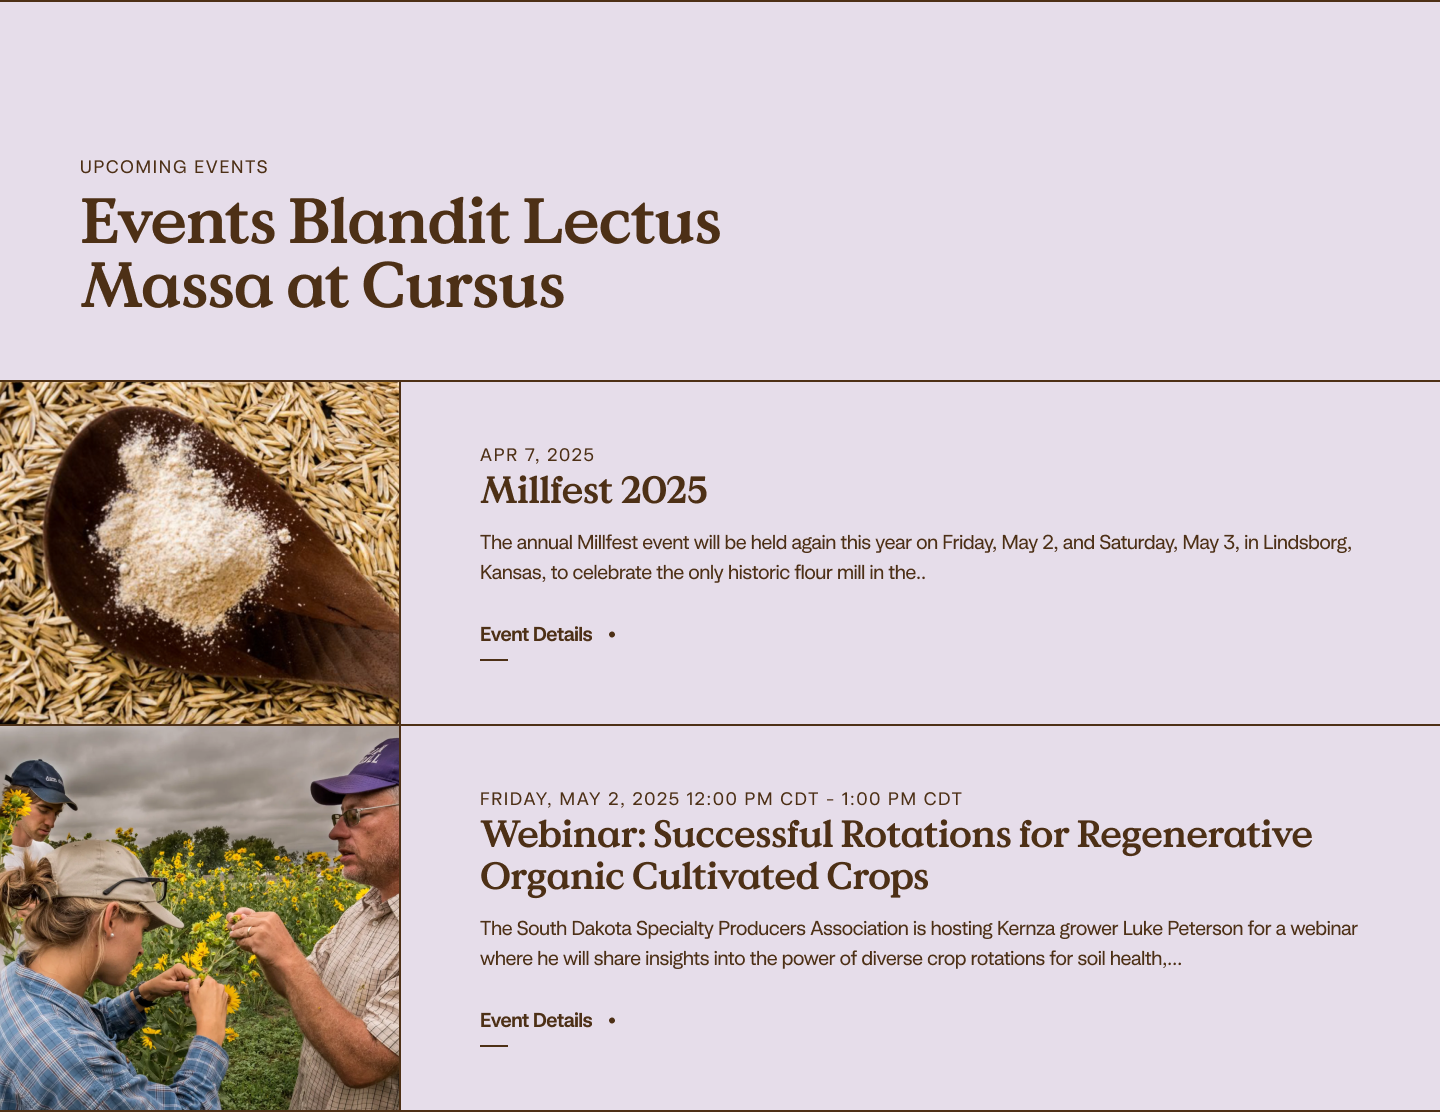 UPCOMING EVENTS
Events Blandit Lectus
Massa at Cursus
APR 7, 2025
Millfest 2025
The annual Millfest event will be held again this year on Friday, May 2, and Saturday, May 3, in Lindsborg,
Kansas, to celebrate the only historic flour mill in the..
Event Details •
FRIDAY, MAY 2, 2025 12:00 PM CDT - 1:00 PM CDT
Webinar: Successful Rotations for Regenerative
Organic Cultivated Crops
The South Dakota Specialty Producers Association is hosting Kernza grower Luke Peterson for a webinar
where he will share insights into the power of diverse crop rotations for soil health,...
Event Details •